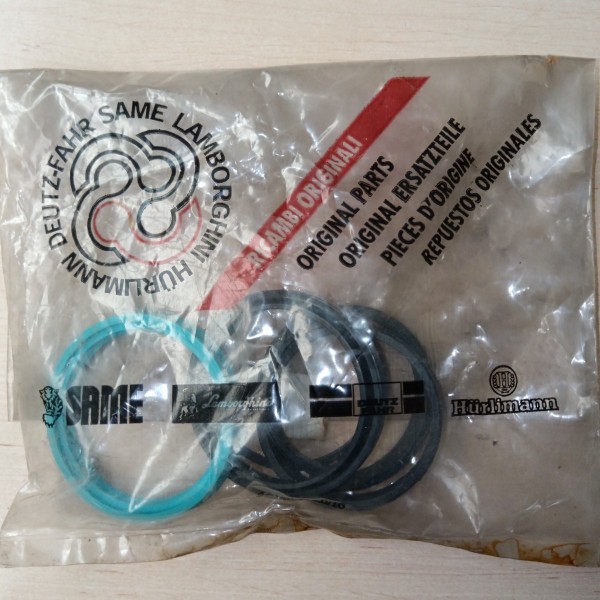 DEUTZ-FAHR SAME LAMBORGHINI HÜRLIMANN
RICAMBI ORIGINALI
ORIGINAL PARTS
ORIGINAL ERSATZTEILE
PIECES D'ORIGINE
REPUESTOS ORIGINALES
SAME
Lamborghini
DEUTZ
FAHR
Hürlimann